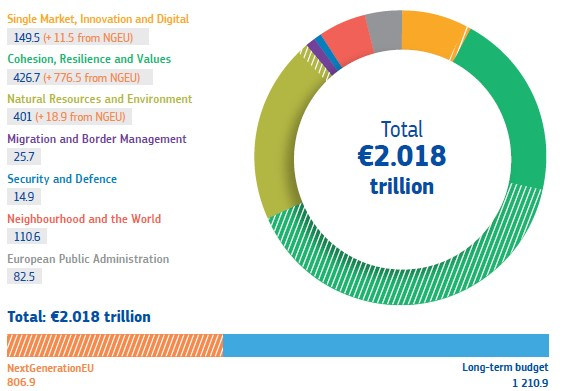 Single Market, Innovation and Digital
149.5 (+ 11.5 from NGEU)
Cohesion, Resilience and Values
426.7 (+ 776.5 from NGEU)
Natural Resources and Environment
401 (+ 18.9 from NGEU)
Migration and Border Management
25.7
Security and Defence
14.9
Neighbourhood and the World
110.6
European Public Administration
82.5
Total
€2.018
trillion
Total: €2.018 trillion
NextGenerationEU
806.9
Long-term budget
1 210.9